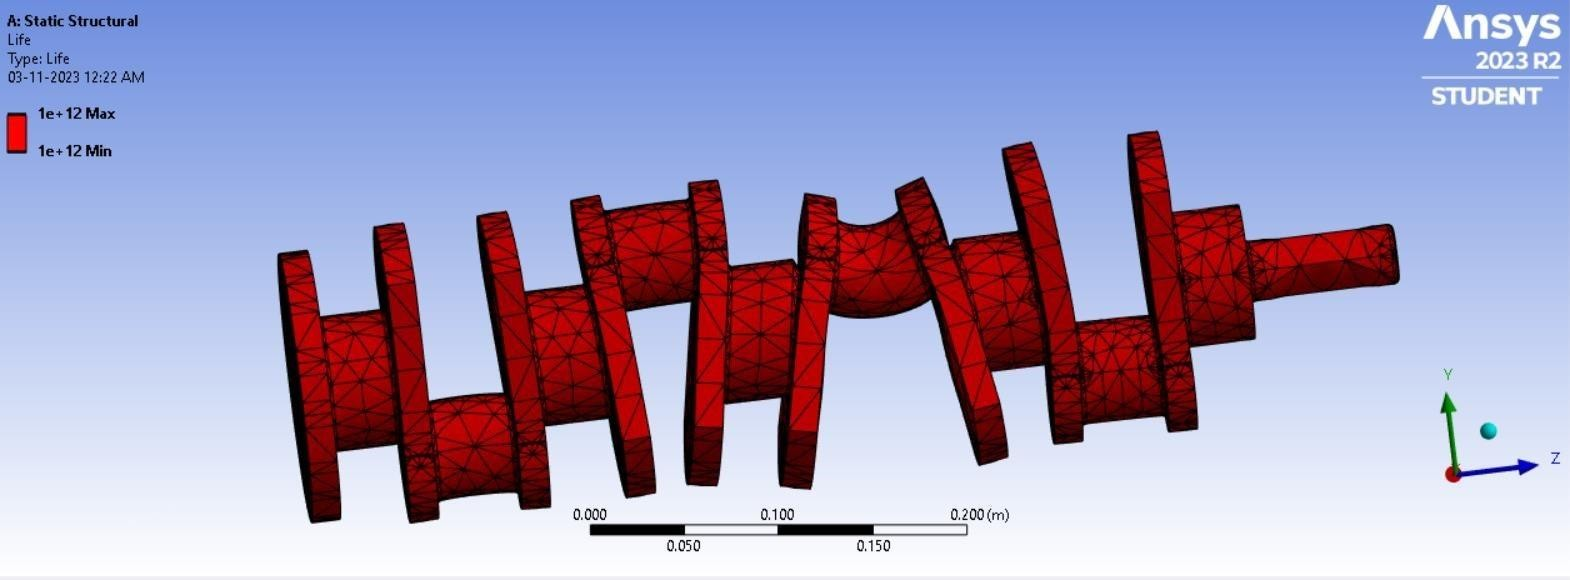 A: Static Structural
Life
Type: Life
03-11-2023 12:22 AM
1e+12 Max
1e+12 Min
Ansys
2023 R2
STUDENT
Y
Z
0.000 0.100 0.200 (m)
0.050 0.150